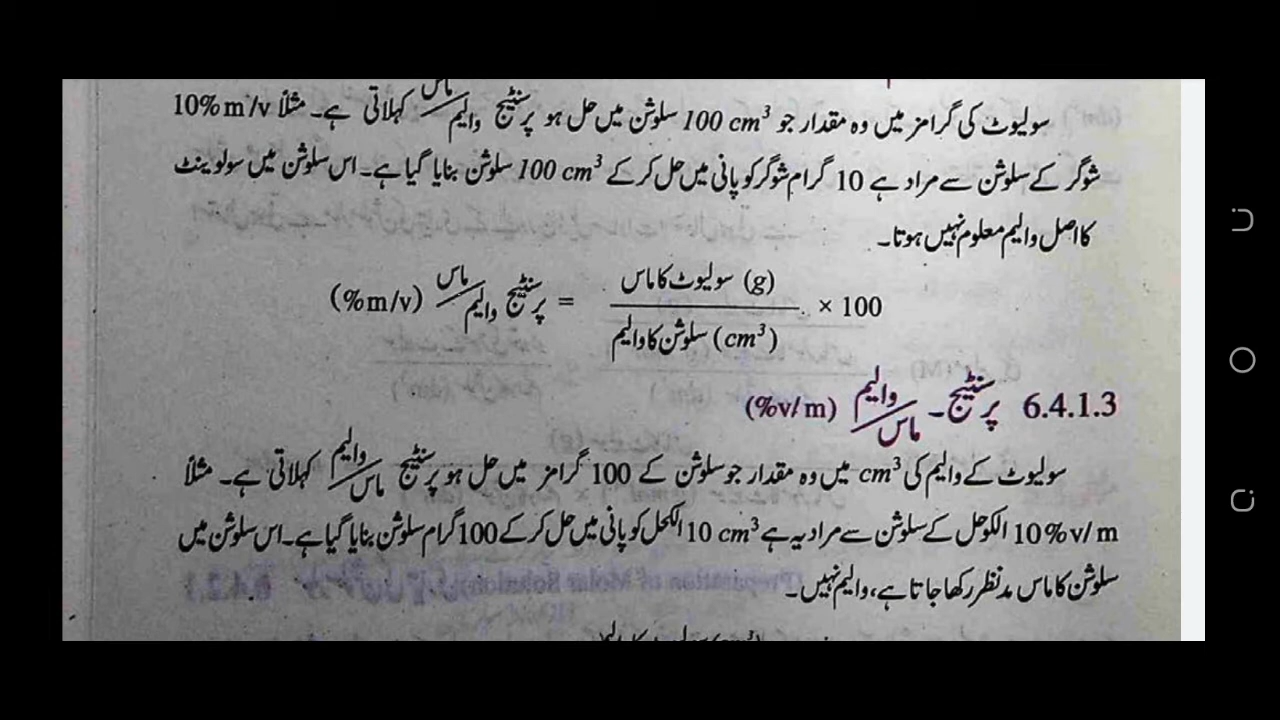 سولیوٹ کی گرامز میں وہ مقدار جو 100 cm³ سلوشن میں حل ہو پرسنٹیج ماس/والیم کہلاتی ہے۔ مثلاً 10% m/v
شوگر کے سلوشن سے مراد ہے 10 گرام شوگر کو پانی میں حل کر کے 100 cm³ سلوشن بنایا گیا ہے۔ اس سلوشن میں سولوینٹ
کا اصل والیم معلوم نہیں ہوتا۔
(%m/v) پرسنٹیج ماس/والیم = سولیوٹ کا ماس (g) / سلوشن کا والیم (cm³) × 100
6.4.1.3 پرسنٹیج۔ والیم/ماس (%v/m)
سولیوٹ کے والیم کی cm³ میں وہ مقدار جو سلوشن کے 100 گرامز میں حل ہو پرسنٹیج والیم/ماس کہلاتی ہے۔ مثلاً
10% v/m الکوحل کے سلوشن سے مراد یہ ہے 10 cm³ الکحل کو پانی میں حل کر کے 100 گرام سلوشن بنایا گیا ہے۔ اس سلوشن میں
سلوشن کا ماس مدنظر رکھا جاتا ہے، والیم نہیں۔